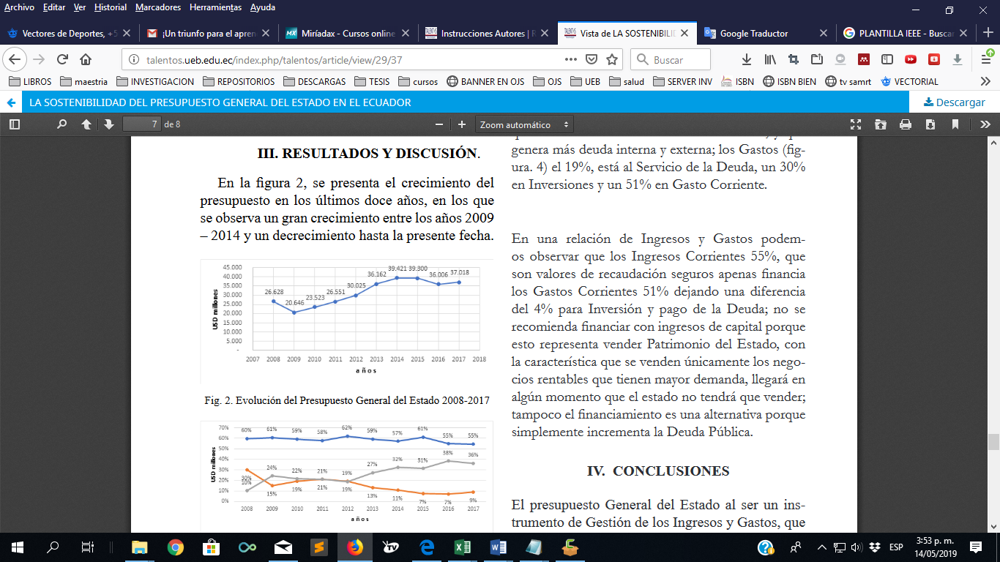 Archivo Editar Ver Historial Marcadores Herramientas Ayuda
Vectores de Deportes, +5
¡Un triunfo para el apren
Miríadax - Cursos online
Instrucciones Autores | R
Vista de LA SOSTENIBILID
Google Traductor
PLANTILLA IEEE - Buscar
talentos.ueb.edu.ec/index.php/talentos/article/view/29/37
Buscar
LIBROS maestria INVESTIGACION REPOSITORIOS DESCARGAS TESIS cursos BANNER EN OJS OJS UEB salud SERVER INV ISBN ISBN BIEN tv samrt VECTORIAL
LA SOSTENIBILIDAD DEL PRESUPUESTO GENERAL DEL ESTADO EN EL ECUADOR
Descargar
7 de 8
Zoom automático
III. RESULTADOS Y DISCUSIÓN.
En la figura 2, se presenta el crecimiento del
presupuesto en los últimos doce años, en los que
se observa un gran crecimiento entre los años 2009
– 2014 y un decrecimiento hasta la presente fecha.
45.000
40.000
35.000
30.000
25.000
20.000
15.000
10.000
5.000
-
USD millones
26.628 20.646 23.523 26.551 30.025 36.162 39.421 39.300 36.006 37.018
2007 2008 2009 2010 2011 2012 2013 2014 2015 2016 2017 2018
años
Fig. 2. Evolución del Presupuesto General del Estado 2008-2017
70%
60%
50%
40%
30%
20%
10%
0%
USD millones
60% 61% 59% 58% 62% 59% 57% 61% 55% 55%
10% 24% 22% 21% 19% 27% 32% 31% 38% 36%
30% 15% 19% 21% 19% 13% 11% 7% 7% 9%
2008 2009 2010 2011 2012 2013 2014 2015 2016 2017
años
genera más deuda interna y externa; los Gastos (fig-
ura. 4) el 19%, está al Servicio de la Deuda, un 30%
en Inversiones y un 51% en Gasto Corriente.
En una relación de Ingresos y Gastos podem-
os observar que los Ingresos Corrientes 55%, que
son valores de recaudación seguros apenas financia
los Gastos Corrientes 51% dejando una diferencia
del 4% para Inversión y pago de la Deuda; no se
recomienda financiar con ingresos de capital porque
esto representa vender Patrimonio del Estado, con
la característica que se venden únicamente los nego-
cios rentables que tienen mayor demanda, llegará en
algún momento que el estado no tendrá que vender;
tampoco el financiamiento es una alternativa porque
simplemente incrementa la Deuda Pública.
IV. CONCLUSIONES
El presupuesto General del Estado al ser un ins-
trumento de Gestión de los Ingresos y Gastos, que
ESP
3:53 p. m.
14/05/2019